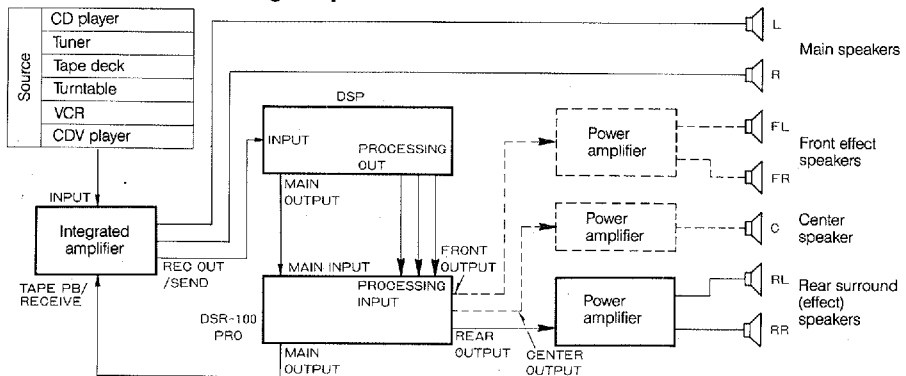 Source
CD player
Tuner
Tape deck
Turntable
VCR
CDV player
INPUT
Integrated
amplifier
TAPE PB/
RECEIVE
REC OUT
/SEND
DSP
INPUT
PROCESSING
OUT
MAIN
OUTPUT
MAIN INPUT
PROCESSING
INPUT
DSR-100
PRO
MAIN
OUTPUT
FRONT
OUTPUT
REAR
OUTPUT
CENTER
OUTPUT
Power
amplifier
Power
amplifier
Power
amplifier
L
R
Main speakers
FL
FR
Front effect
speakers
C
Center
speaker
RL
RR
Rear surround
(effect)
speakers